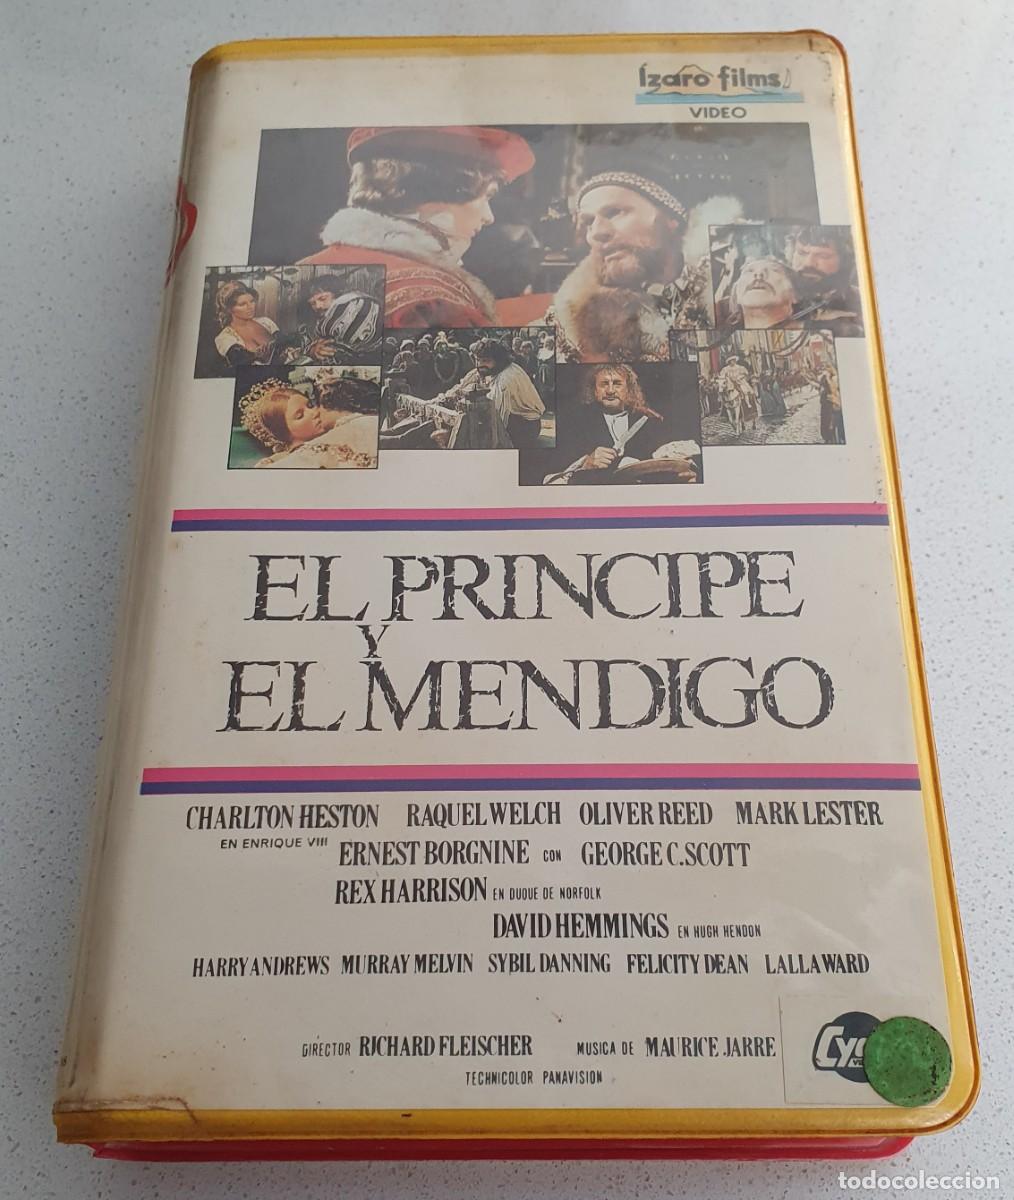 Ízaro films
VIDEO
EL PRINCIPE
Y
EL MENDIGO
CHARLTON HESTON RAQUEL WELCH OLIVER REED MARK LESTER
EN ENRIQUE VIII ERNEST BORGNINE CON GEORGE C. SCOTT
REX HARRISON EN DUQUE DE NORFOLK
DAVID HEMMINGS EN HUGH HENDON
HARRY ANDREWS MURRAY MELVIN SYBIL DANNING FELICITY DEAN LALLA WARD
DIRECTOR RICHARD FLEISCHER MUSICA DE MAURICE JARRE
TECHNICOLOR PANAVISION
todocoleccion